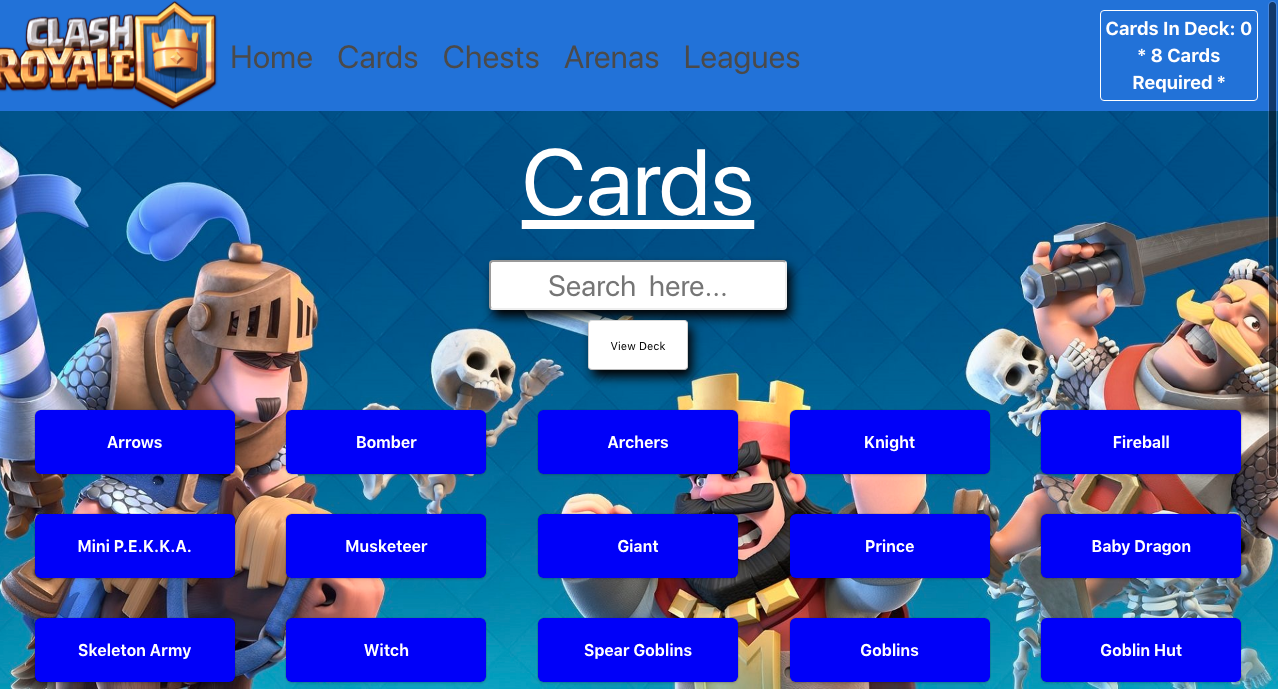 CLASH
ROYALE
Home Cards Chests Arenas Leagues
Cards In Deck: 0
* 8 Cards
Required *
Cards
Search here...
View Deck
Arrows Bomber Archers Knight Fireball
Mini P.E.K.K.A. Musketeer Giant Prince Baby Dragon
Skeleton Army Witch Spear Goblins Goblins Goblin Hut